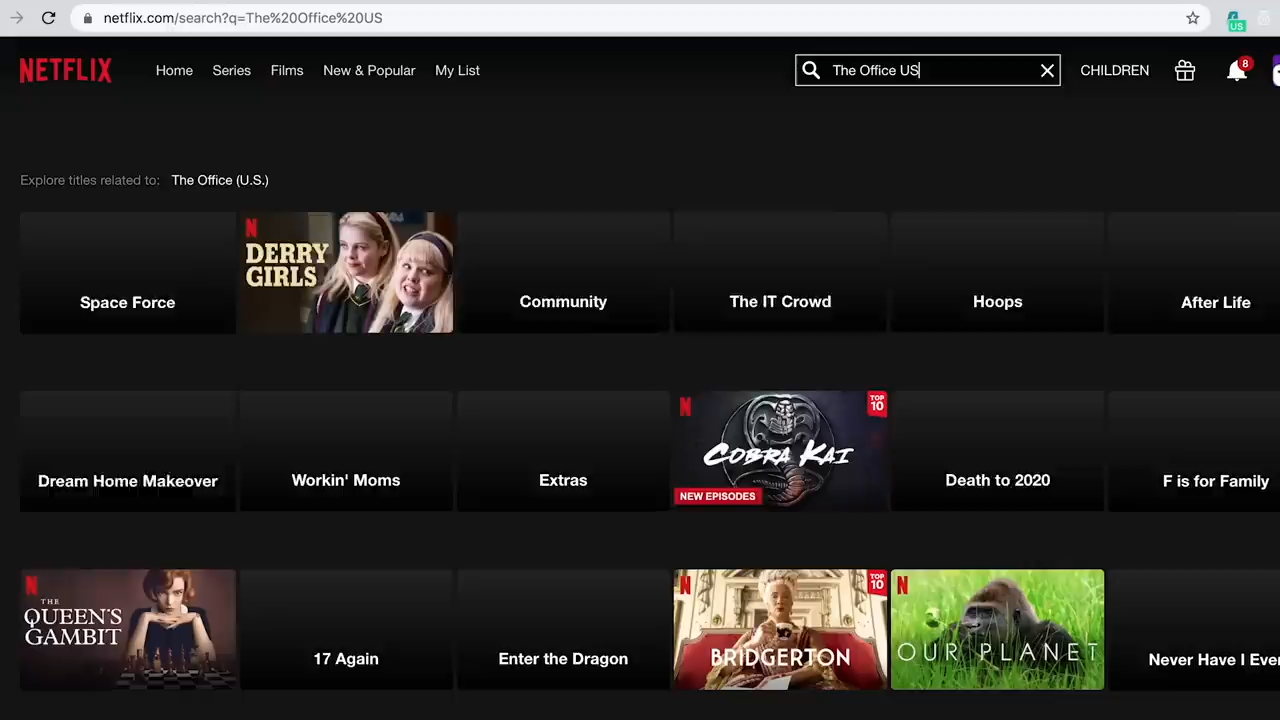 netflix.com/search?q=The%20Office%20US
US
NETFLIX
Home
Series
Films
New & Popular
My List
The Office US
CHILDREN
8
Explore titles related to: The Office (U.S.)
Space Force
N
DERRY
GIRLS
Community
The IT Crowd
Hoops
After Life
Dream Home Makeover
Workin' Moms
Extras
N
TOP
10
COBRA KAI
NEW EPISODES
Death to 2020
F is for Family
N
THE
QUEEN'S
GAMBIT
17 Again
Enter the Dragon
N
TOP
10
BRIDGERTON
N
OUR PLANET
Never Have I Ever